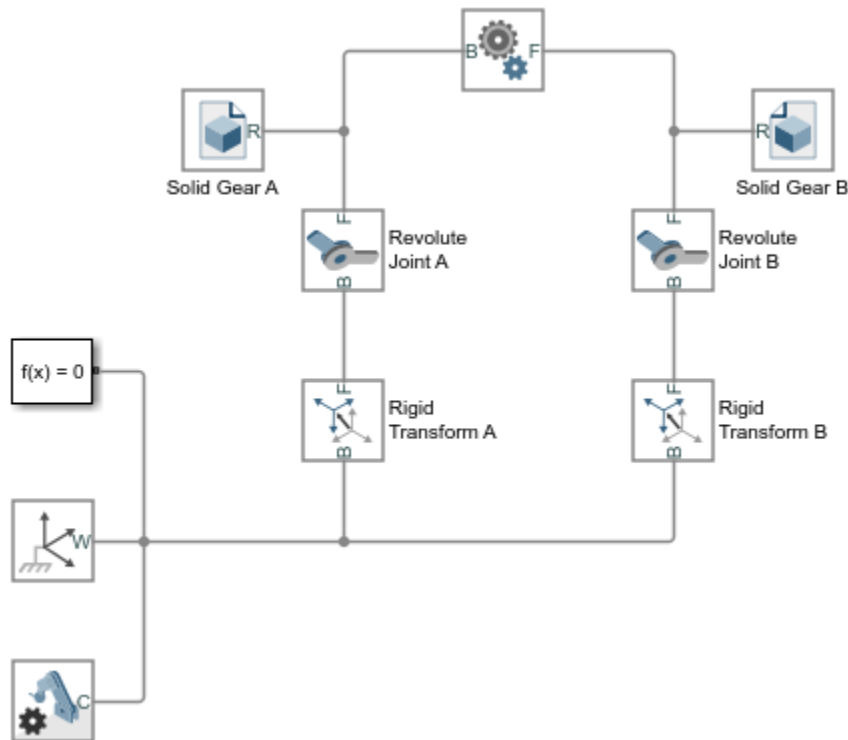 B
F
R
R
Solid Gear A
Solid Gear B
F
F
Revolute
Joint A
Revolute
Joint B
B
B
f(x) = 0
F
F
Rigid
Transform A
Rigid
Transform B
B
B
W
C